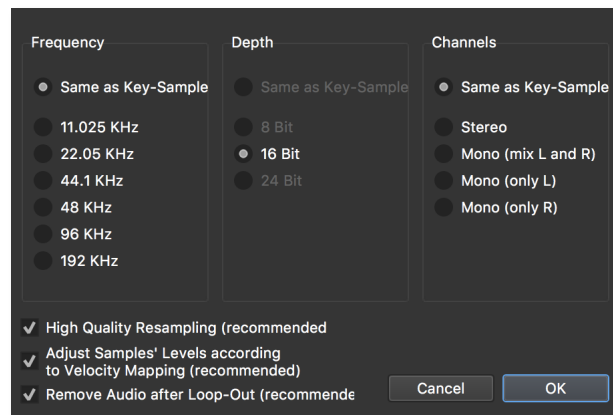 Frequency
Depth
Channels
Same as Key-Sample
Same as Key-Sample
Same as Key-Sample
11.025 KHz
8 Bit
Stereo
22.05 KHz
16 Bit
Mono (mix L and R)
44.1 KHz
24 Bit
Mono (only L)
48 KHz
Mono (only R)
96 KHz
192 KHz
High Quality Resampling (recommended
Adjust Samples' Levels according
to Velocity Mapping (recommended)
Remove Audio after Loop-Out (recommende
Cancel
OK